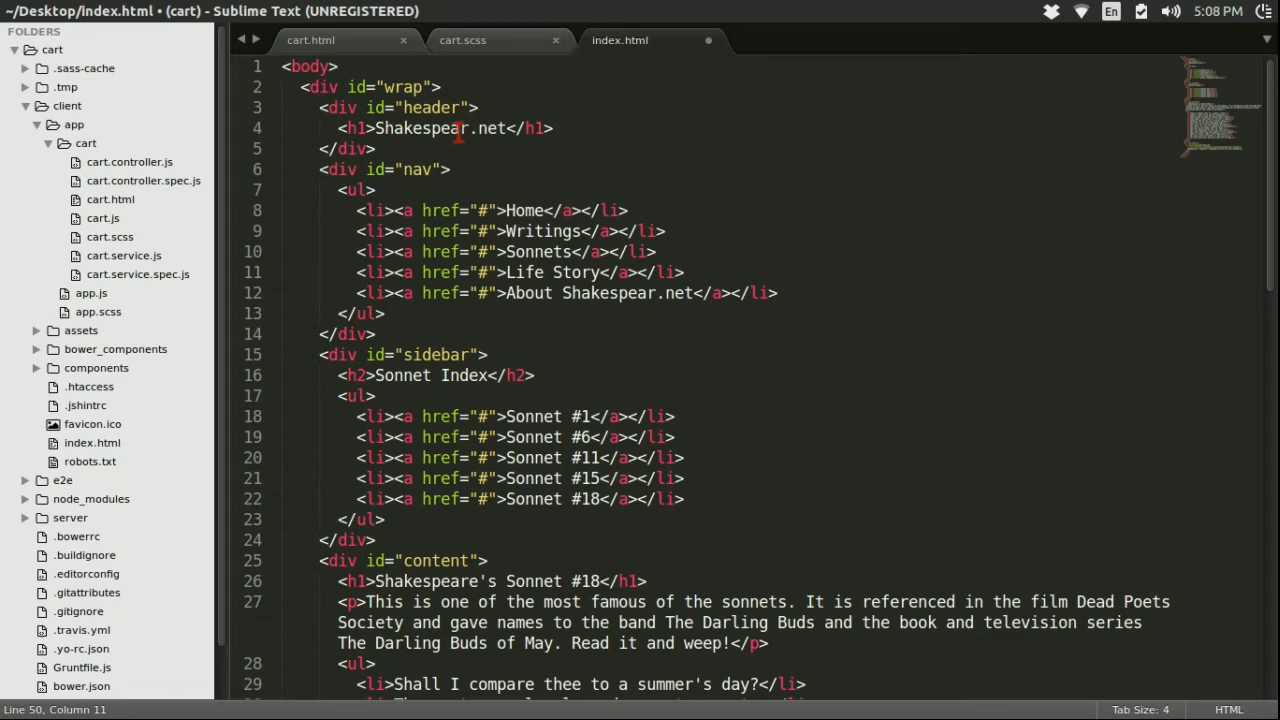 ~/Desktop/index.html • (cart) - Sublime Text (UNREGISTERED)
En
5:08 PM
FOLDERS
cart
.sass-cache
.tmp
client
app
cart
cart.controller.js
cart.controller.spec.js
cart.html
cart.js
cart.scss
cart.service.js
cart.service.spec.js
app.js
app.scss
assets
bower_components
components
.htaccess
.jshintrc
favicon.ico
index.html
robots.txt
e2e
node_modules
server
.bowerrc
.buildignore
.editorconfig
.gitattributes
.gitignore
.travis.yml
.yo-rc.json
Gruntfile.js
bower.json
cart.html
cart.scss
index.html
1 <body>
2 <div id="wrap">
3 <div id="header">
4 <h1>Shakespear.net</h1>
5 </div>
6 <div id="nav">
7 <ul>
8 <li><a href="#">Home</a></li>
9 <li><a href="#">Writings</a></li>
10 <li><a href="#">Sonnets</a></li>
11 <li><a href="#">Life Story</a></li>
12 <li><a href="#">About Shakespear.net</a></li>
13 </ul>
14 </div>
15 <div id="sidebar">
16 <h2>Sonnet Index</h2>
17 <ul>
18 <li><a href="#">Sonnet #1</a></li>
19 <li><a href="#">Sonnet #6</a></li>
20 <li><a href="#">Sonnet #11</a></li>
21 <li><a href="#">Sonnet #15</a></li>
22 <li><a href="#">Sonnet #18</a></li>
23 </ul>
24 </div>
25 <div id="content">
26 <h1>Shakespeare's Sonnet #18</h1>
27 <p>This is one of the most famous of the sonnets. It is referenced in the film Dead Poets
Society and gave names to the band The Darling Buds and the book and television series
The Darling Buds of May. Read it and weep!</p>
28 <ul>
29 <li>Shall I compare thee to a summer's day?</li>
Line 50, Column 11
Tab Size: 4
HTML